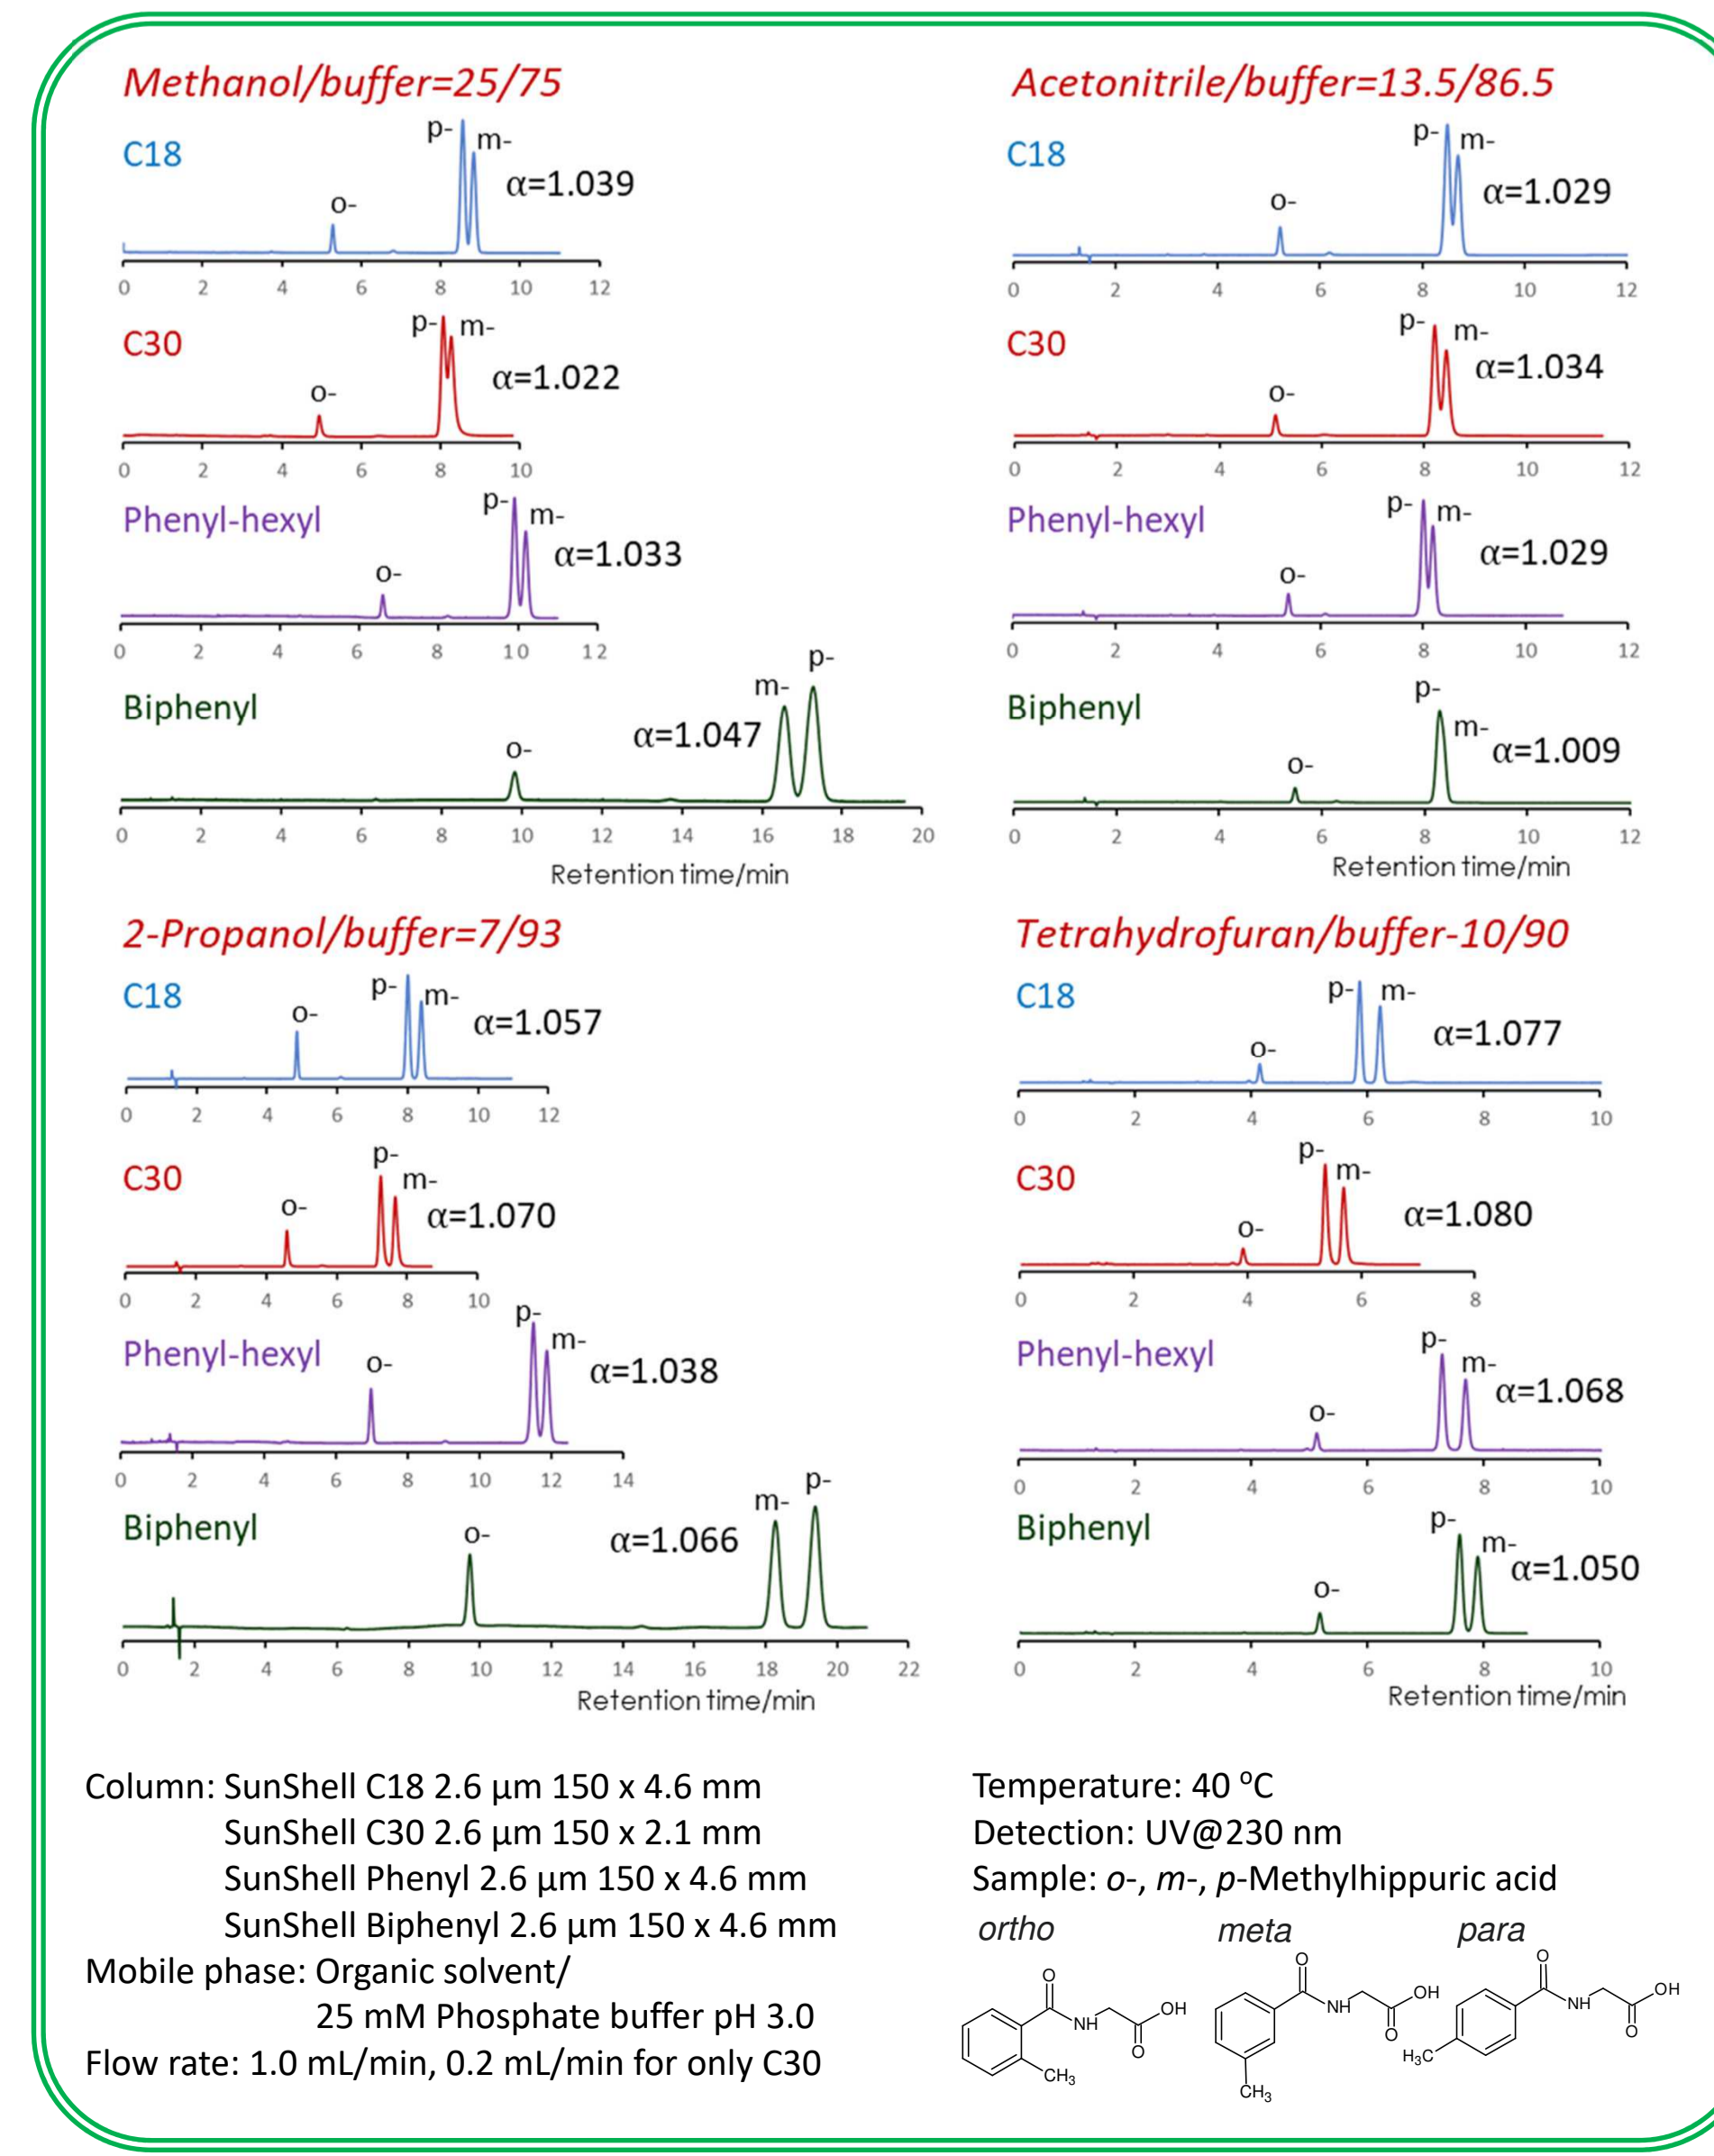 Methanol/buffer=25/75
C18
o-
p-
m-
α=1.039
0 2 4 6 8 10 12
C30
o-
p-
m-
α=1.022
0 2 4 6 8 10
Phenyl-hexyl
o-
p-
m-
α=1.033
0 2 4 6 8 10 12
Biphenyl
o-
α=1.047
m-
p-
0 2 4 6 8 10 12 14 16 18 20
Retention time/min
Acetonitrile/buffer=13.5/86.5
C18
o-
p-
m-
α=1.029
0 2 4 6 8 10 12
C30
o-
p-
m-
α=1.034
0 2 4 6 8 10 12
Phenyl-hexyl
o-
p-
m-
α=1.029
0 2 4 6 8 10 12
Biphenyl
o-
p-
m-
α=1.009
0 2 4 6 8 10 12
Retention time/min
2-Propanol/buffer=7/93
C18
o-
p-
m-
α=1.057
0 2 4 6 8 10 12
C30
o-
p-
m-
α=1.070
0 2 4 6 8 10
Phenyl-hexyl
o-
p-
m-
α=1.038
0 2 4 6 8 10 12 14
Biphenyl
o-
α=1.066
m-
p-
0 2 4 6 8 10 12 14 16 18 20 22
Retention time/min
Tetrahydrofuran/buffer-10/90
C18
o-
p-
m-
α=1.077
0 2 4 6 8 10
C30
o-
p-
m-
α=1.080
0 2 4 6 8
Phenyl-hexyl
o-
p-
m-
α=1.068
0 2 4 6 8 10
Biphenyl
o-
p-
m-
α=1.050
0 2 4 6 8 10
Retention time/min
Column: SunShell C18 2.6 µm 150 x 4.6 mm
SunShell C30 2.6 µm 150 x 2.1 mm
SunShell Phenyl 2.6 µm 150 x 4.6 mm
SunShell Biphenyl 2.6 µm 150 x 4.6 mm
Mobile phase: Organic solvent/
25 mM Phosphate buffer pH 3.0
Flow rate: 1.0 mL/min, 0.2 mL/min for only C30
Temperature: 40 ºC
Detection: UV@230 nm
Sample: o-, m-, p-Methylhippuric acid
ortho
meta
para
O
NH
OH
O
CH3
O
NH
OH
O
CH3
O
NH
OH
O
H3C